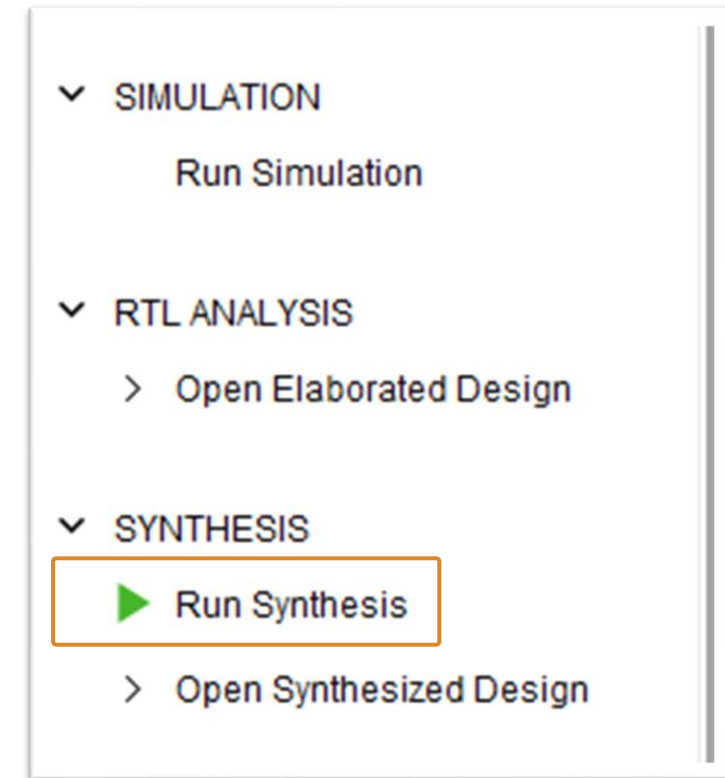 SIMULATION
Run Simulation
RTL ANALYSIS
Open Elaborated Design
SYNTHESIS
Run Synthesis
Open Synthesized Design